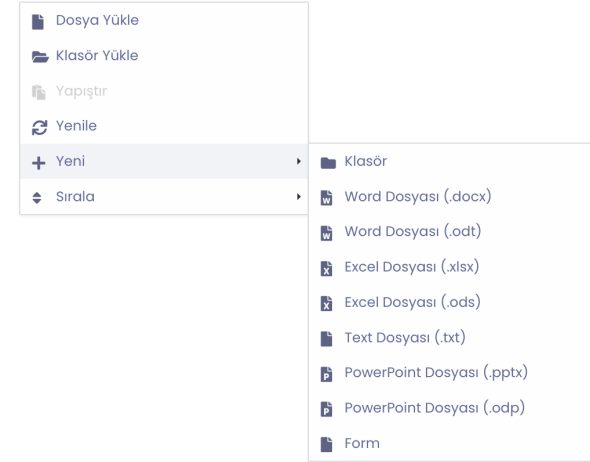 Dosya Yükle
Klasör Yükle
Yapıştır
Yenile
Yeni
Sırala
Klasör
Word Dosyası (.docx)
Word Dosyası (.odt)
Excel Dosyası (.xlsx)
Excel Dosyası (.ods)
Text Dosyası (.txt)
PowerPoint Dosyası (.pptx)
PowerPoint Dosyası (.odp)
Form